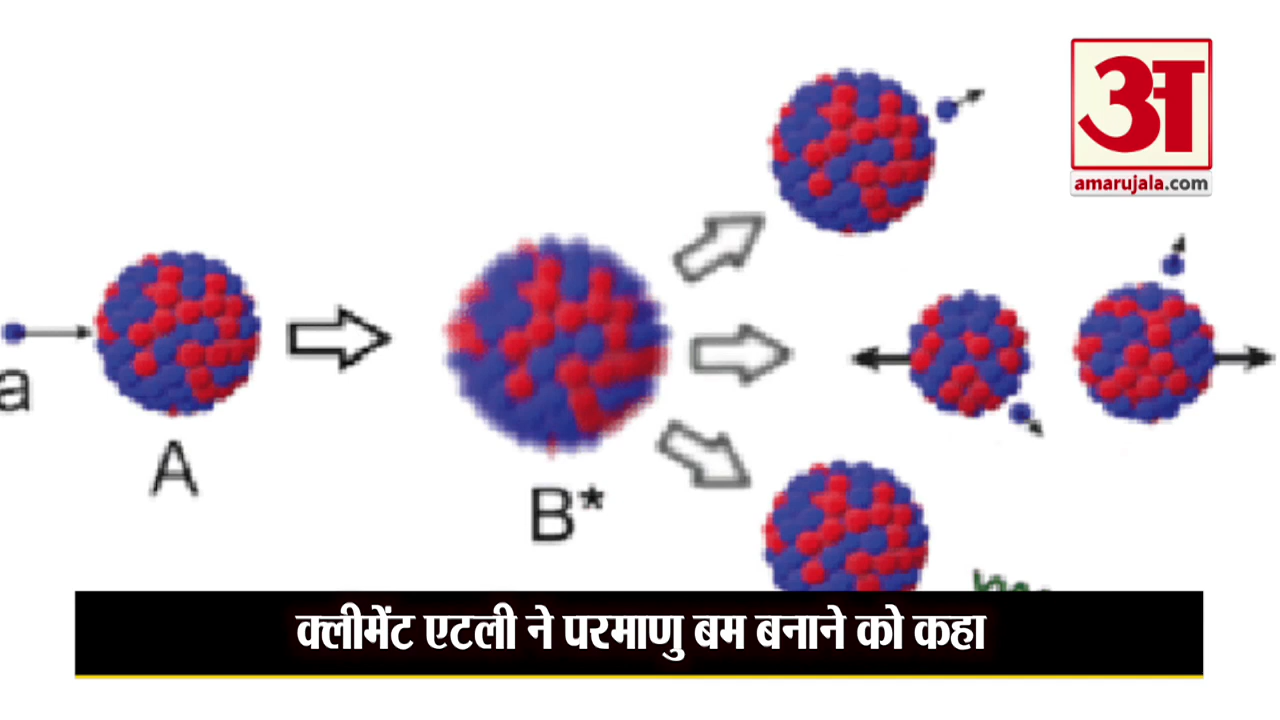 अ
amarujala.com
a
A
B*
क्लीमेंट एटली ने परमाणु बम बनाने को कहा